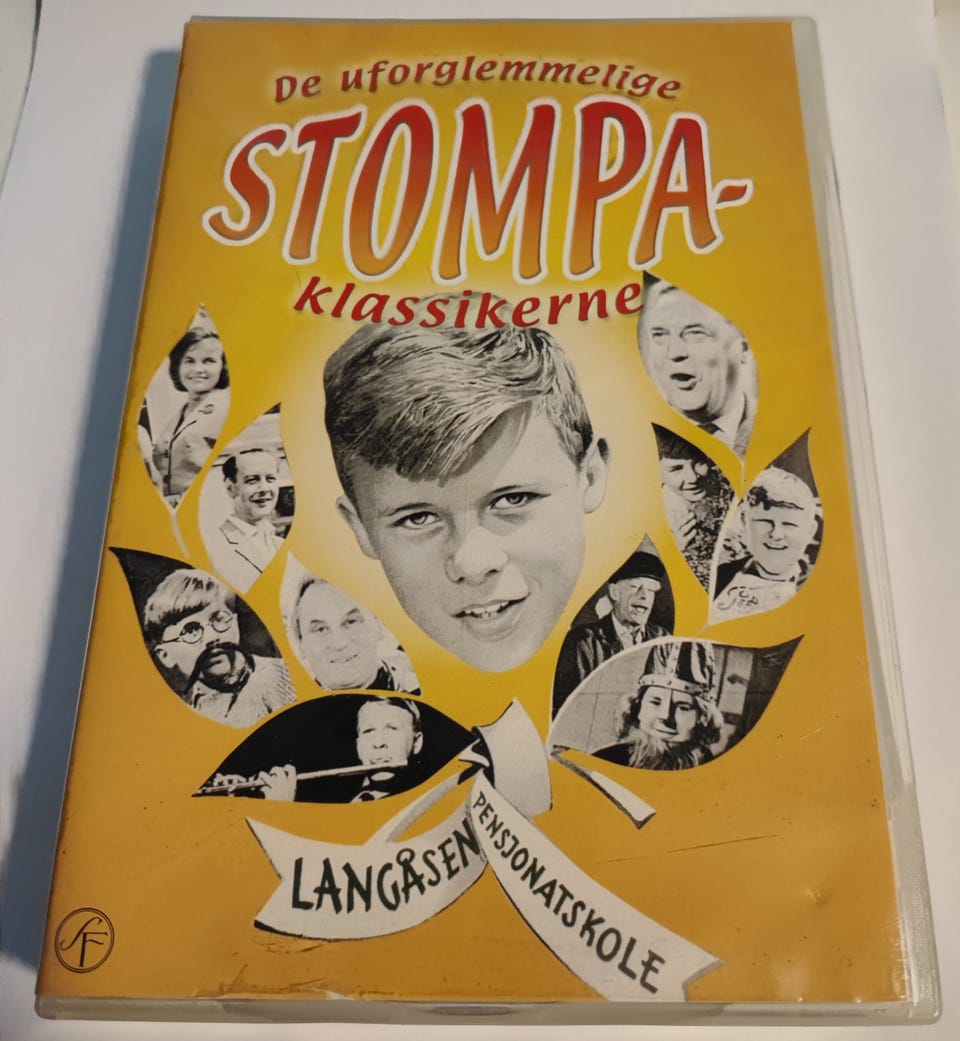 De uforglemmelige
STOMPA-
klassikerne
LANGÅSEN
PENSJONATSKOLE
SF